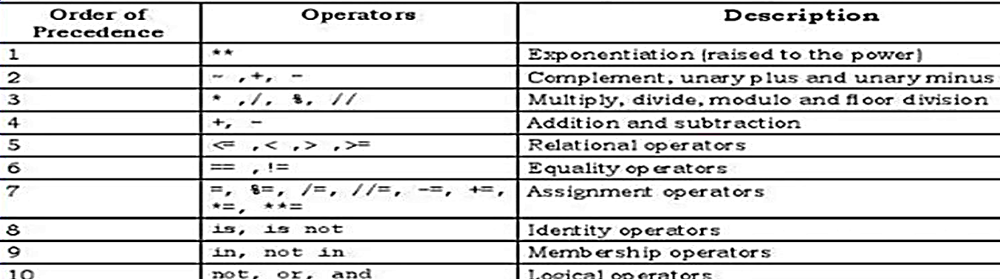 Order of Precedence Operators Description
1 ** Exponentiation (raised to the power)
2 ~ ,+, - Complement, unary plus and unary minus
3 * ,/, %, // Multiply, divide, modulo and floor division
4 +, - Addition and subtraction
5 <= ,< ,> ,>= Relational operators
6 == ,!= Equality operators
7 =, %=, /=, //=, -=, +=, Assignment operators
*=, **=
8 is, is not Identity operators
9 in, not in Membership operators
10 not, or, and Logical operators